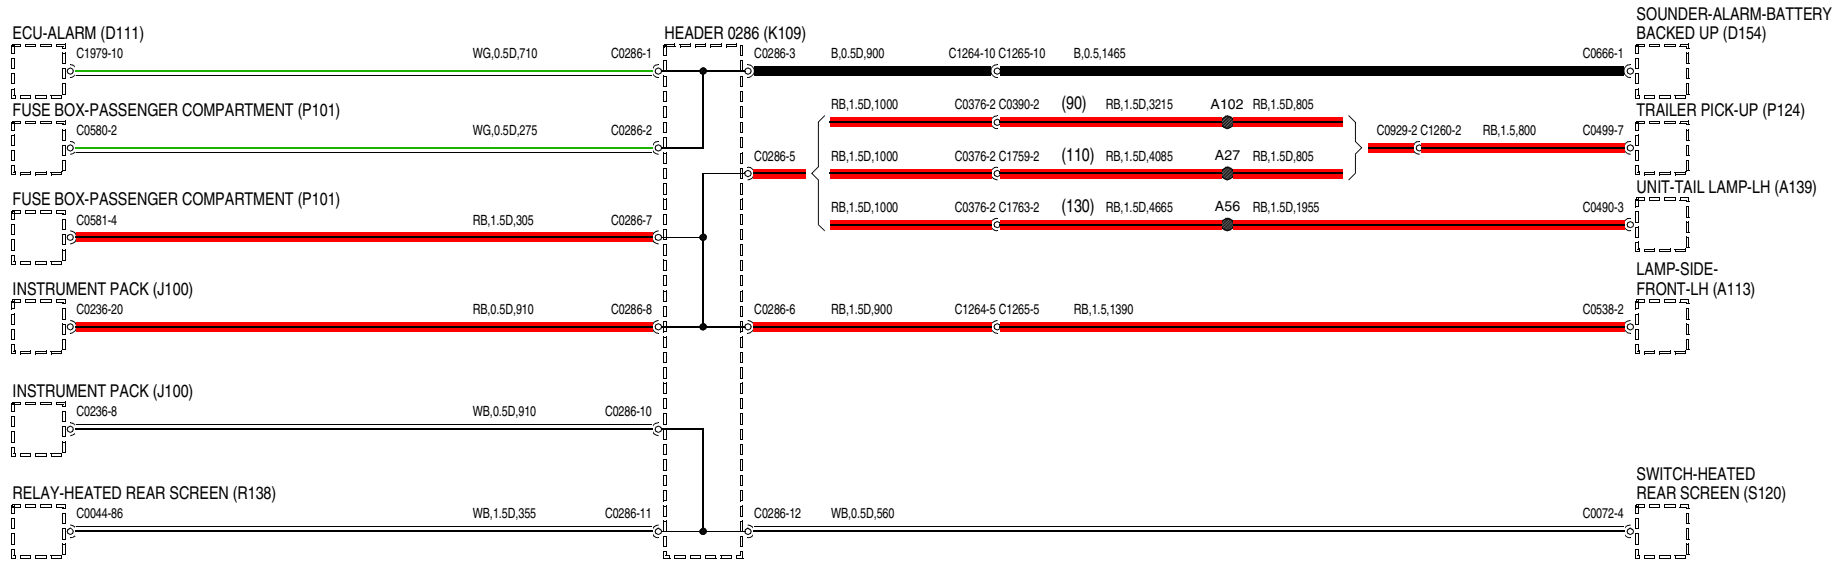 SOUNDER-ALARM-BATTERY
BACKED UP (D154)
ECU-ALARM (D111)
HEADER 0286 (K109)
C1979-10 WG,0.5D,710 C0286-1 C0286-3 B,0.5D,900 C1264-10 C1265-10 B,0.5,1465 C0666-1
FUSE BOX-PASSENGER COMPARTMENT (P101)
RB,1.5D,1000 C0376-2 C0390-2 (90) RB,1.5D,3215 A102 RB,1.5D,805
TRAILER PICK-UP (P124)
C0580-2 WG,0.5D,275 C0286-2
C0929-2 C1260-2 RB,1.5,800 C0499-7
C0286-5 RB,1.5D,1000 C0376-2 C1759-2 (110) RB,1.5D,4085 A27 RB,1.5D,805
UNIT-TAIL LAMP-LH (A139)
FUSE BOX-PASSENGER COMPARTMENT (P101)
RB,1.5D,1000 C0376-2 C1763-2 (130) RB,1.5D,4665 A56 RB,1.5D,1955 C0490-3
C0581-4 RB,1.5D,305 C0286-7
LAMP-SIDE-
FRONT-LH (A113)
INSTRUMENT PACK (J100)
C0236-20 RB,0.5D,910 C0286-8 C0286-6 RB,1.5D,900 C1264-5 C1265-5 RB,1.5,1390 C0538-2
INSTRUMENT PACK (J100)
C0236-8 WB,0.5D,910 C0286-10
SWITCH-HEATED
REAR SCREEN (S120)
RELAY-HEATED REAR SCREEN (R138)
C0044-86 WB,1.5D,355 C0286-11 C0286-12 WB,0.5D,560 C0072-4